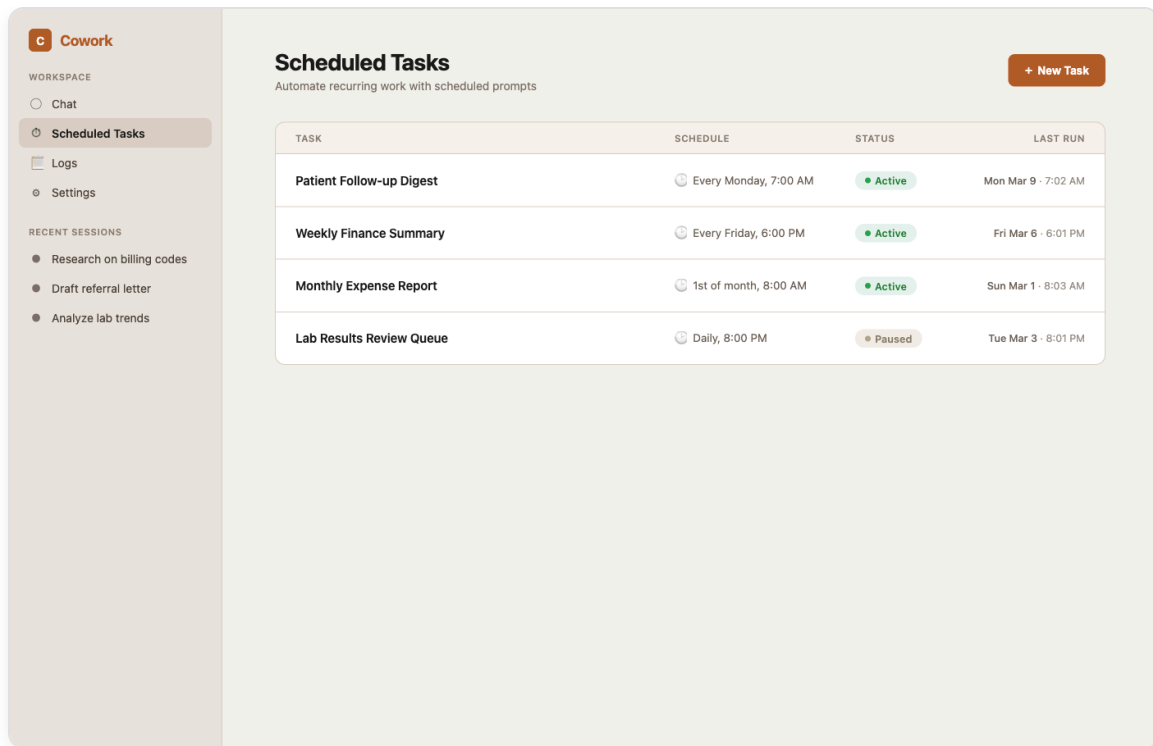 C Cowork
WORKSPACE
Chat
Scheduled Tasks
Logs
Settings
RECENT SESSIONS
Research on billing codes
Draft referral letter
Analyze lab trends
Scheduled Tasks
Automate recurring work with scheduled prompts
+ New Task
TASK SCHEDULE STATUS LAST RUN
Patient Follow-up Digest Every Monday, 7:00 AM Active Mon Mar 9 · 7:02 AM
Weekly Finance Summary Every Friday, 6:00 PM Active Fri Mar 6 · 6:01 PM
Monthly Expense Report 1st of month, 8:00 AM Active Sun Mar 1 · 8:03 AM
Lab Results Review Queue Daily, 8:00 PM Paused Tue Mar 3 · 8:01 PM